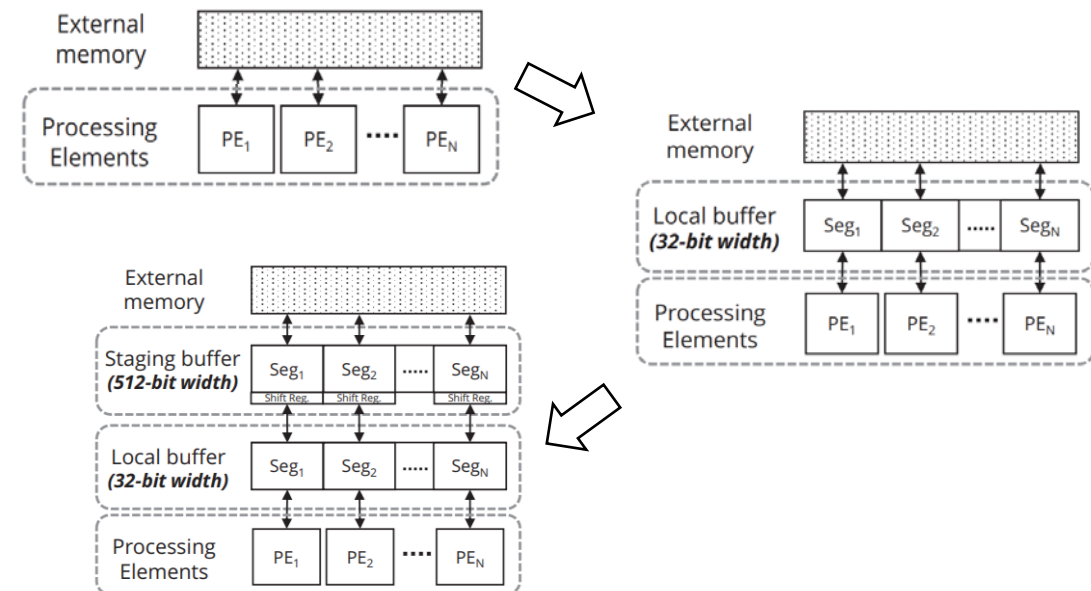 External
memory
Processing
Elements
PE1 PE2 .... PEN
External
memory
Local buffer
(32-bit width)
Seg1 Seg2 ..... SegN
Processing
Elements
PE1 PE2 .... PEN
External
memory
Staging buffer
(512-bit width)
Seg1 Seg2 ..... SegN
Shift Reg. Shift Reg. Shift Reg.
Local buffer
(32-bit width)
Seg1 Seg2 ..... SegN
Processing
Elements
PE1 PE2 .... PEN